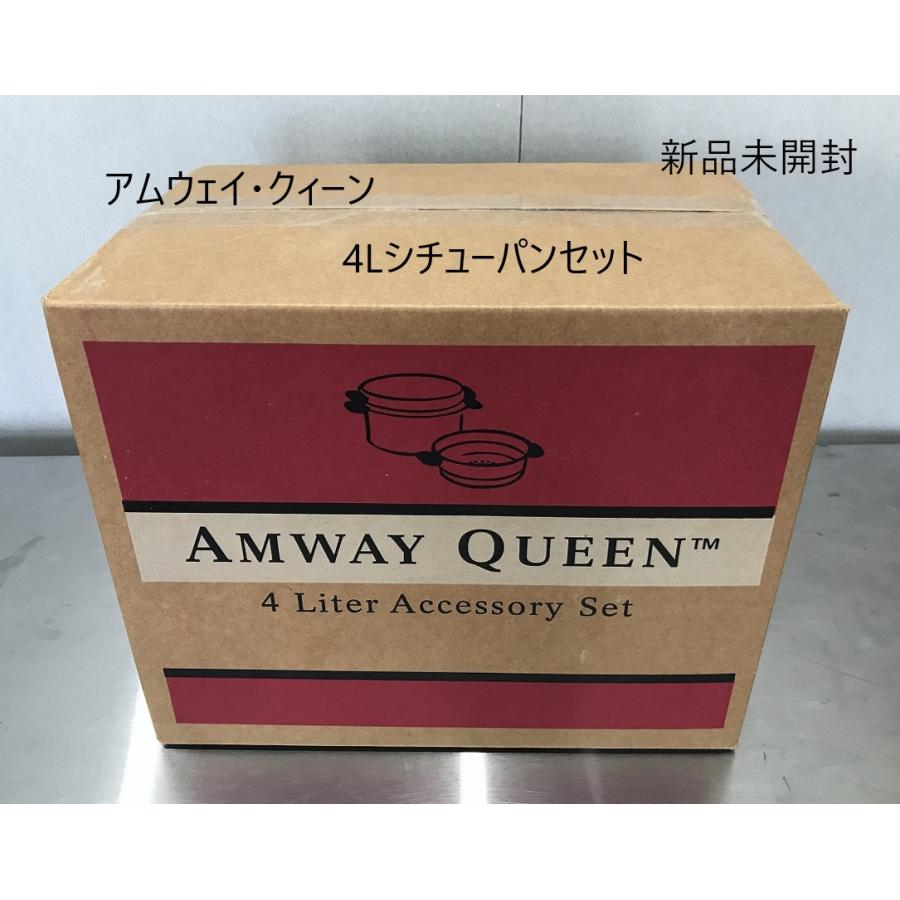 新品未開封
アムウェイ・クィーン
4Lシチューパンセット
AMWAY QUEEN™
4 Liter Accessory Set